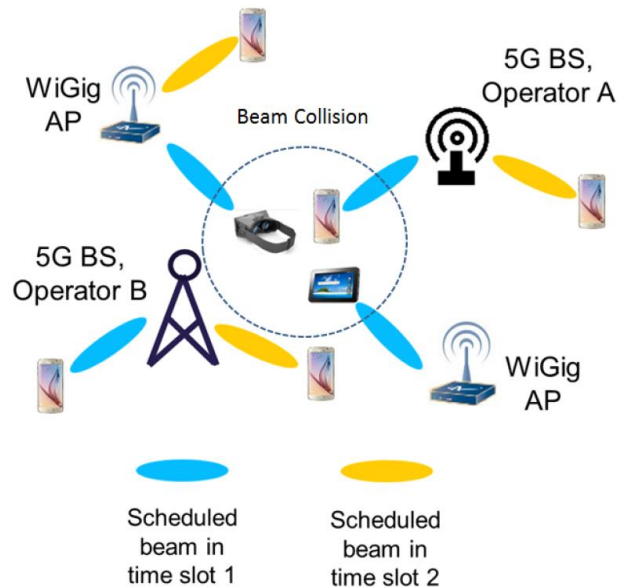 WiGig
AP
5G BS,
Operator A
Beam Collision
5G BS,
Operator B
WiGig
AP
Scheduled
beam in
time slot 1
Scheduled
beam in
time slot 2